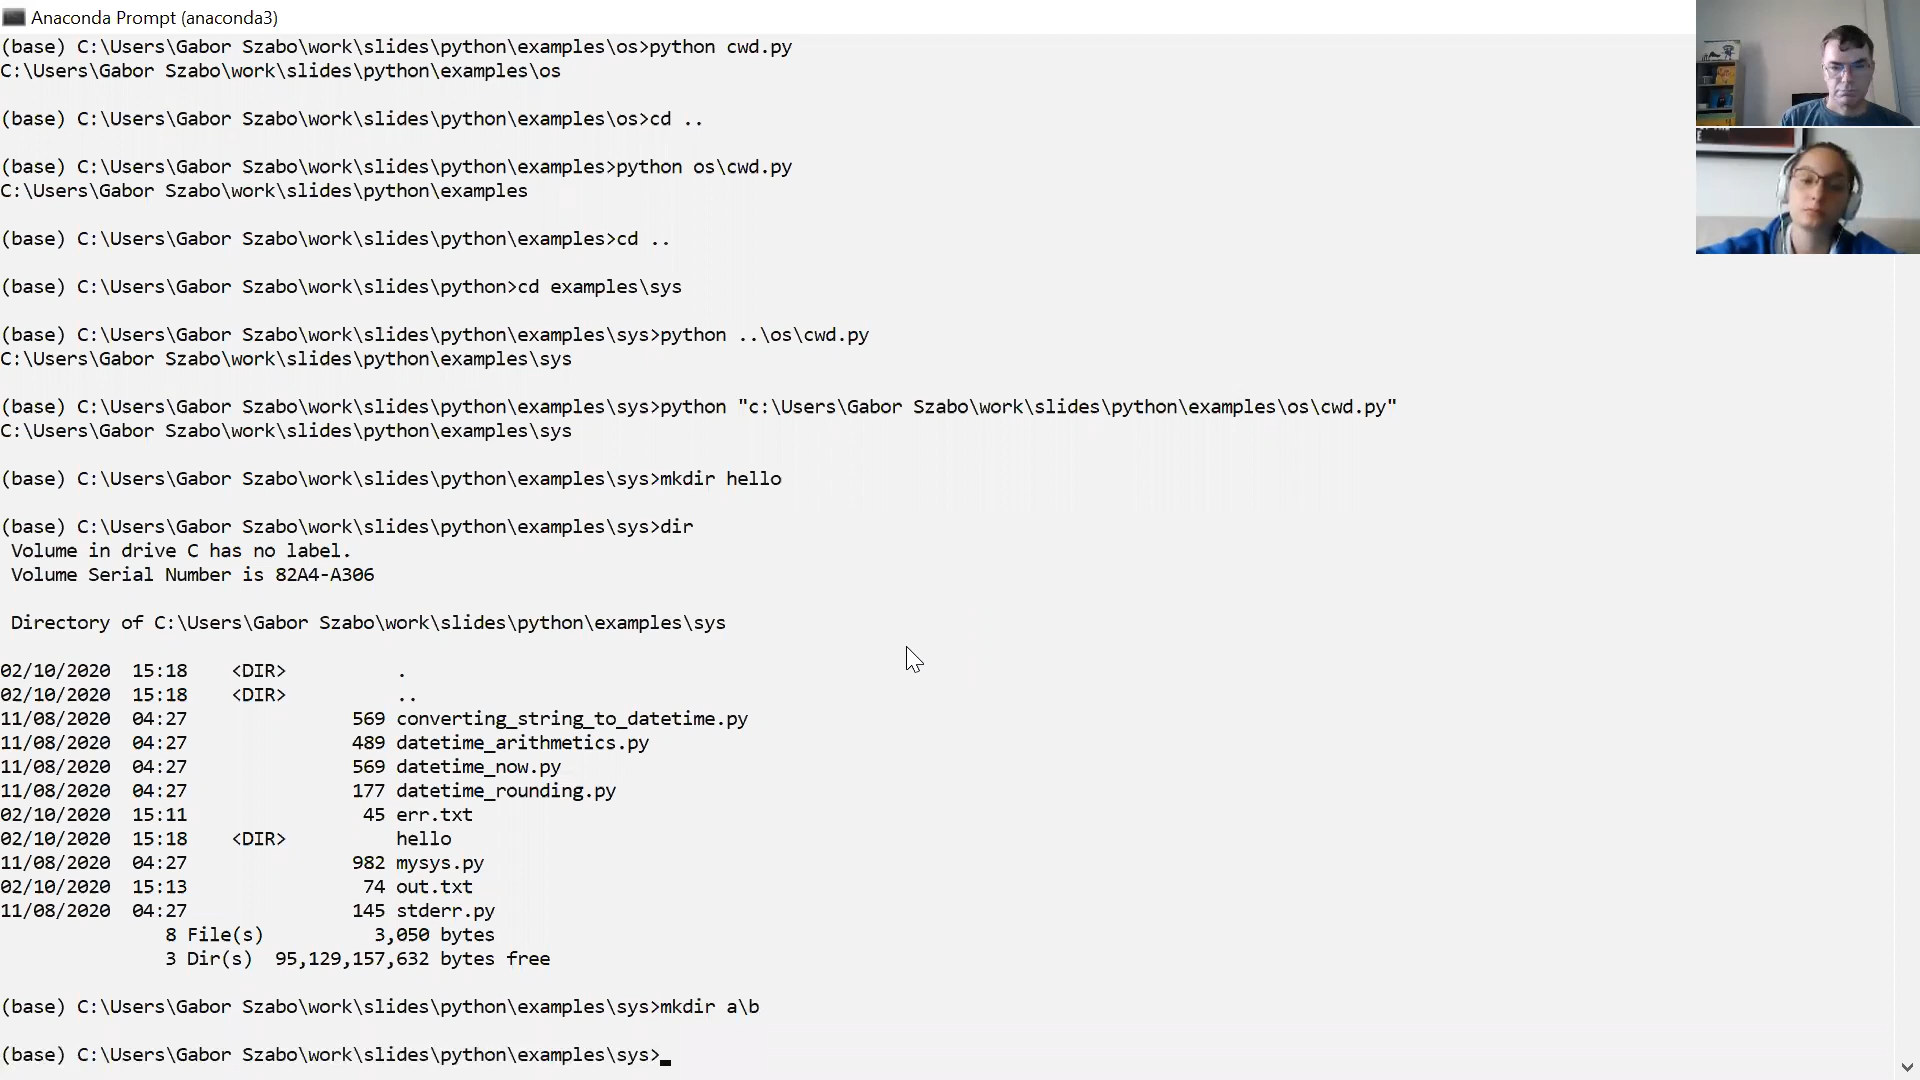 Anaconda Prompt (anaconda3)
(base) C:\Users\Gabor Szabo\work\slides\python\examples\os>python cwd.py
C:\Users\Gabor Szabo\work\slides\python\examples\os
(base) C:\Users\Gabor Szabo\work\slides\python\examples\os>cd ..
(base) C:\Users\Gabor Szabo\work\slides\python\examples>python os\cwd.py
C:\Users\Gabor Szabo\work\slides\python\examples
(base) C:\Users\Gabor Szabo\work\slides\python\examples>cd ..
(base) C:\Users\Gabor Szabo\work\slides\python>cd examples\sys
(base) C:\Users\Gabor Szabo\work\slides\python\examples\sys>python ..\os\cwd.py
C:\Users\Gabor Szabo\work\slides\python\examples\sys
(base) C:\Users\Gabor Szabo\work\slides\python\examples\sys>python "c:\Users\Gabor Szabo\work\slides\python\examples\os\cwd.py"
C:\Users\Gabor Szabo\work\slides\python\examples\sys
(base) C:\Users\Gabor Szabo\work\slides\python\examples\sys>mkdir hello
(base) C:\Users\Gabor Szabo\work\slides\python\examples\sys>dir
Volume in drive C has no label.
Volume Serial Number is 82A4-A306
Directory of C:\Users\Gabor Szabo\work\slides\python\examples\sys
02/10/2020  15:18    <DIR>          .
02/10/2020  15:18    <DIR>          ..
11/08/2020  04:27               569 converting_string_to_datetime.py
11/08/2020  04:27               489 datetime_arithmetics.py
11/08/2020  04:27               569 datetime_now.py
11/08/2020  04:27               177 datetime_rounding.py
02/10/2020  15:11                45 err.txt
02/10/2020  15:18    <DIR>          hello
11/08/2020  04:27               982 mysys.py
02/10/2020  15:13                74 out.txt
11/08/2020  04:27               145 stderr.py
8 File(s)          3,050 bytes
3 Dir(s)  95,129,157,632 bytes free
(base) C:\Users\Gabor Szabo\work\slides\python\examples\sys>mkdir a\b
(base) C:\Users\Gabor Szabo\work\slides\python\examples\sys>